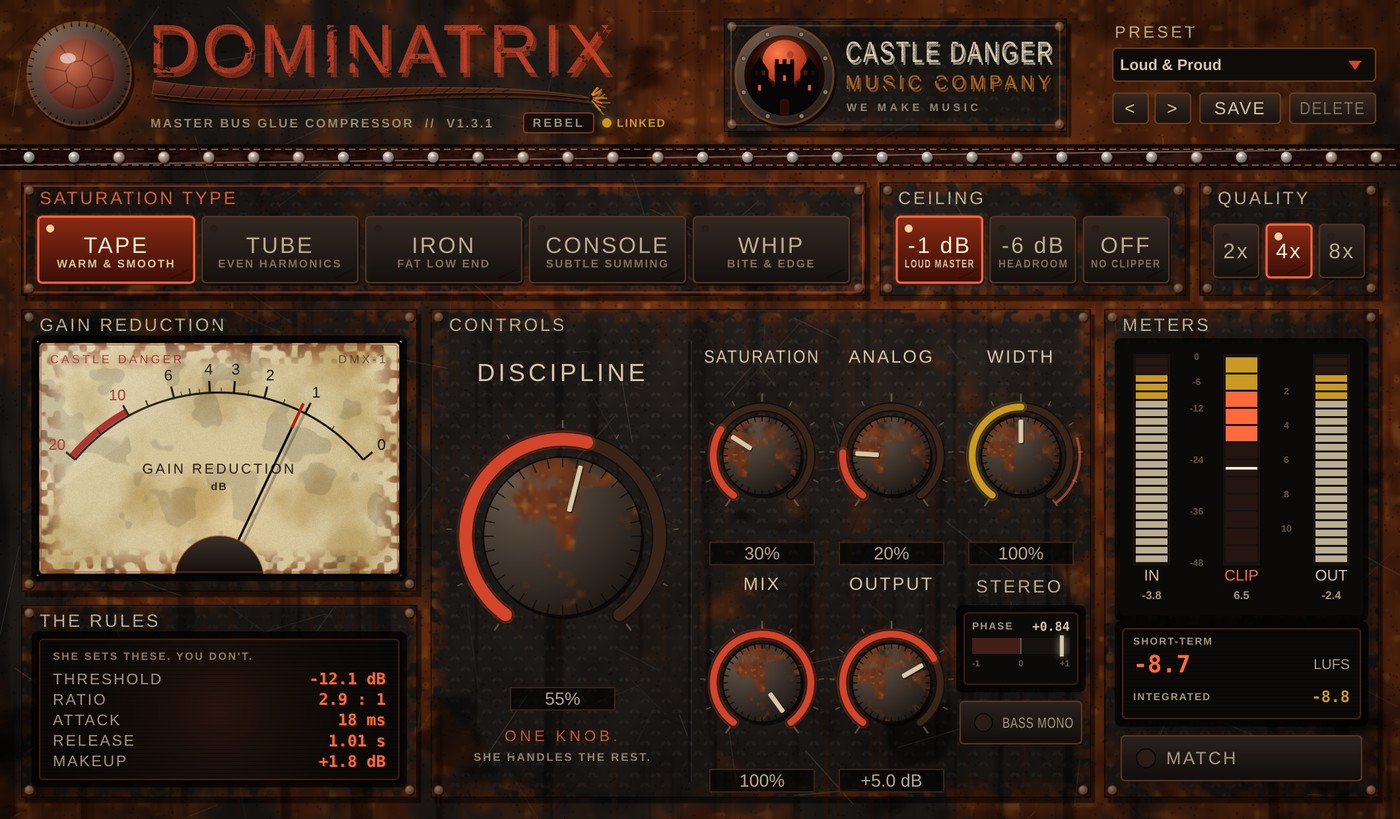 DOMINATRIX
MASTER BUS GLUE COMPRESSOR // V1.3.1
REBEL
LINKED
CASTLE DANGER
MUSIC COMPANY
WE MAKE MUSIC
PRESET
Loud & Proud
< > SAVE DELETE
SATURATION TYPE
TAPE
WARM & SMOOTH
TUBE
EVEN HARMONICS
IRON
FAT LOW END
CONSOLE
SUBTLE SUMMING
WHIP
BITE & EDGE
CEILING
-1 dB
LOUD MASTER
-6 dB
HEADROOM
OFF
NO CLIPPER
QUALITY
2x 4x 8x
GAIN REDUCTION
CASTLE DANGER DMX-1
20 10 6 4 3 2 1 0
GAIN REDUCTION
dB
THE RULES
SHE SETS THESE. YOU DON'T.
THRESHOLD -12.1 dB
RATIO 2.9 : 1
ATTACK 18 ms
RELEASE 1.01 s
MAKEUP +1.8 dB
CONTROLS
DISCIPLINE
55%
ONE KNOB.
SHE HANDLES THE REST.
SATURATION ANALOG WIDTH
30% 20% 100%
MIX OUTPUT STEREO
PHASE +0.84
-1 0 +1
BASS MONO
100% +5.0 dB
METERS
0
-6
-12
-24
-36
-48
2
4
6
8
10
IN CLIP OUT
-3.8 6.5 -2.4
SHORT-TERM
-8.7 LUFS
INTEGRATED -8.8
MATCH